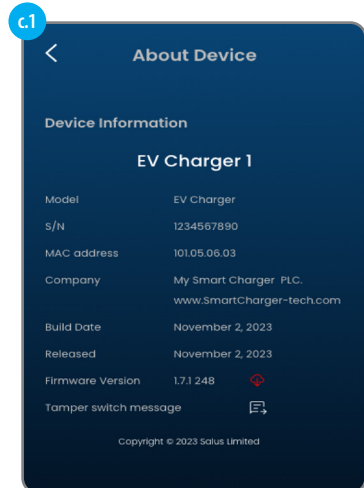 c.1
About Device
Device Information
EV Charger 1
Model EV Charger
S/N 1234567890
MAC address 101.05.06.03
Company My Smart Charger PLC.
www.SmartCharger-tech.com
Build Date November 2, 2023
Released November 2, 2023
Firmware Version 1.7.1 248
Tamper switch message
Copyright © 2023 Salus Limited